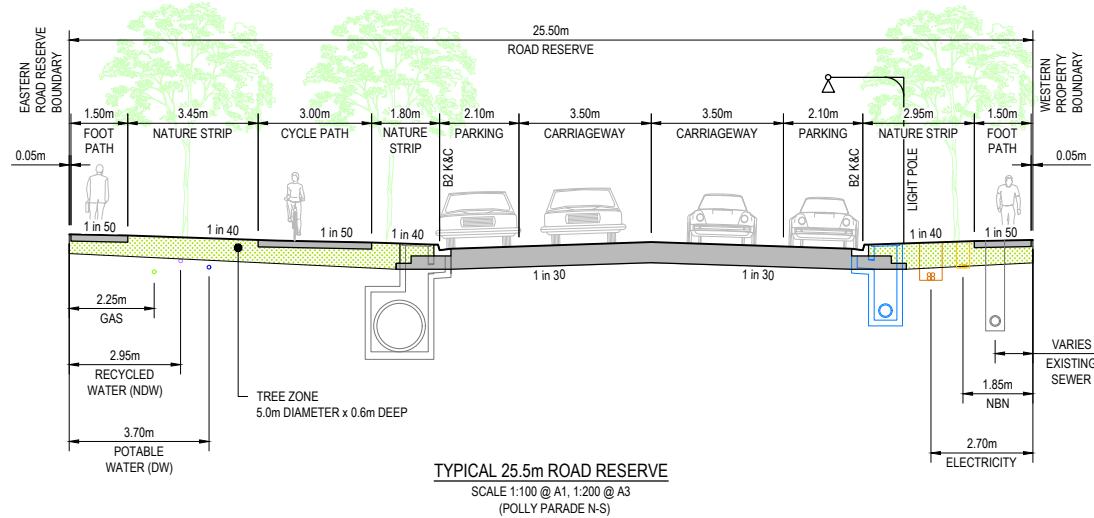 25.50m
ROAD RESERVE
EASTERN
ROAD RESERVE
BOUNDARY
WESTERN
PROPERTY
BOUNDARY
1.50m
3.45m
3.00m
1.80m
2.10m
3.50m
3.50m
2.10m
2.95m
1.50m
FOOT
PATH
NATURE STRIP
CYCLE PATH
NATURE
STRIP
PARKING
CARRIAGEWAY
CARRIAGEWAY
PARKING
NATURE STRIP
FOOT
PATH
0.05m
0.05m
B2 K&C
B2 K&C
LIGHT POLE
1 in 50
1 in 40
1 in 50
1 in 40
1 in 30
1 in 30
1 in 40
1 in 50
2.25m
GAS
2.95m
RECYCLED
WATER (NDW)
3.70m
POTABLE
WATER (DW)
TREE ZONE
5.0m DIAMETER x 0.6m DEEP
VARIES
EXISTING
SEWER
1.85m
NBN
2.70m
ELECTRICITY
TYPICAL 25.5m ROAD RESERVE
SCALE 1:100 @ A1, 1:200 @ A3
(POLLY PARADE N-S)